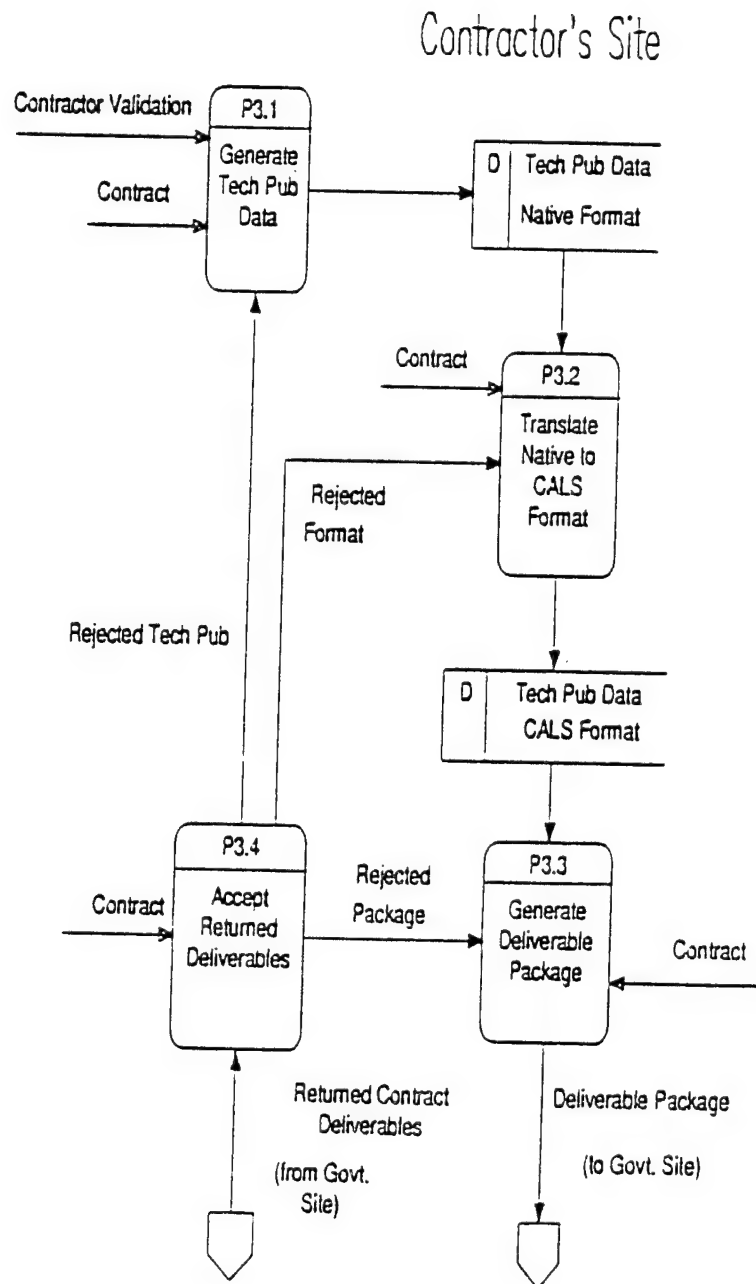 Contractor's Site
Contractor Validation
Contract
P3.1
Generate
Tech Pub
Data
D
Tech Pub Data
Native Format
Contract
P3.2
Translate
Native to
CALS
Format
Rejected
Format
Rejected Tech Pub
D
Tech Pub Data
CALS Format
P3.4
Accept
Returned
Deliverables
Contract
Rejected
Package
P3.3
Generate
Deliverable
Package
Contract
Returned Contract
Deliverables
(from Govt.
Site)
Deliverable Package
(to Govt. Site)